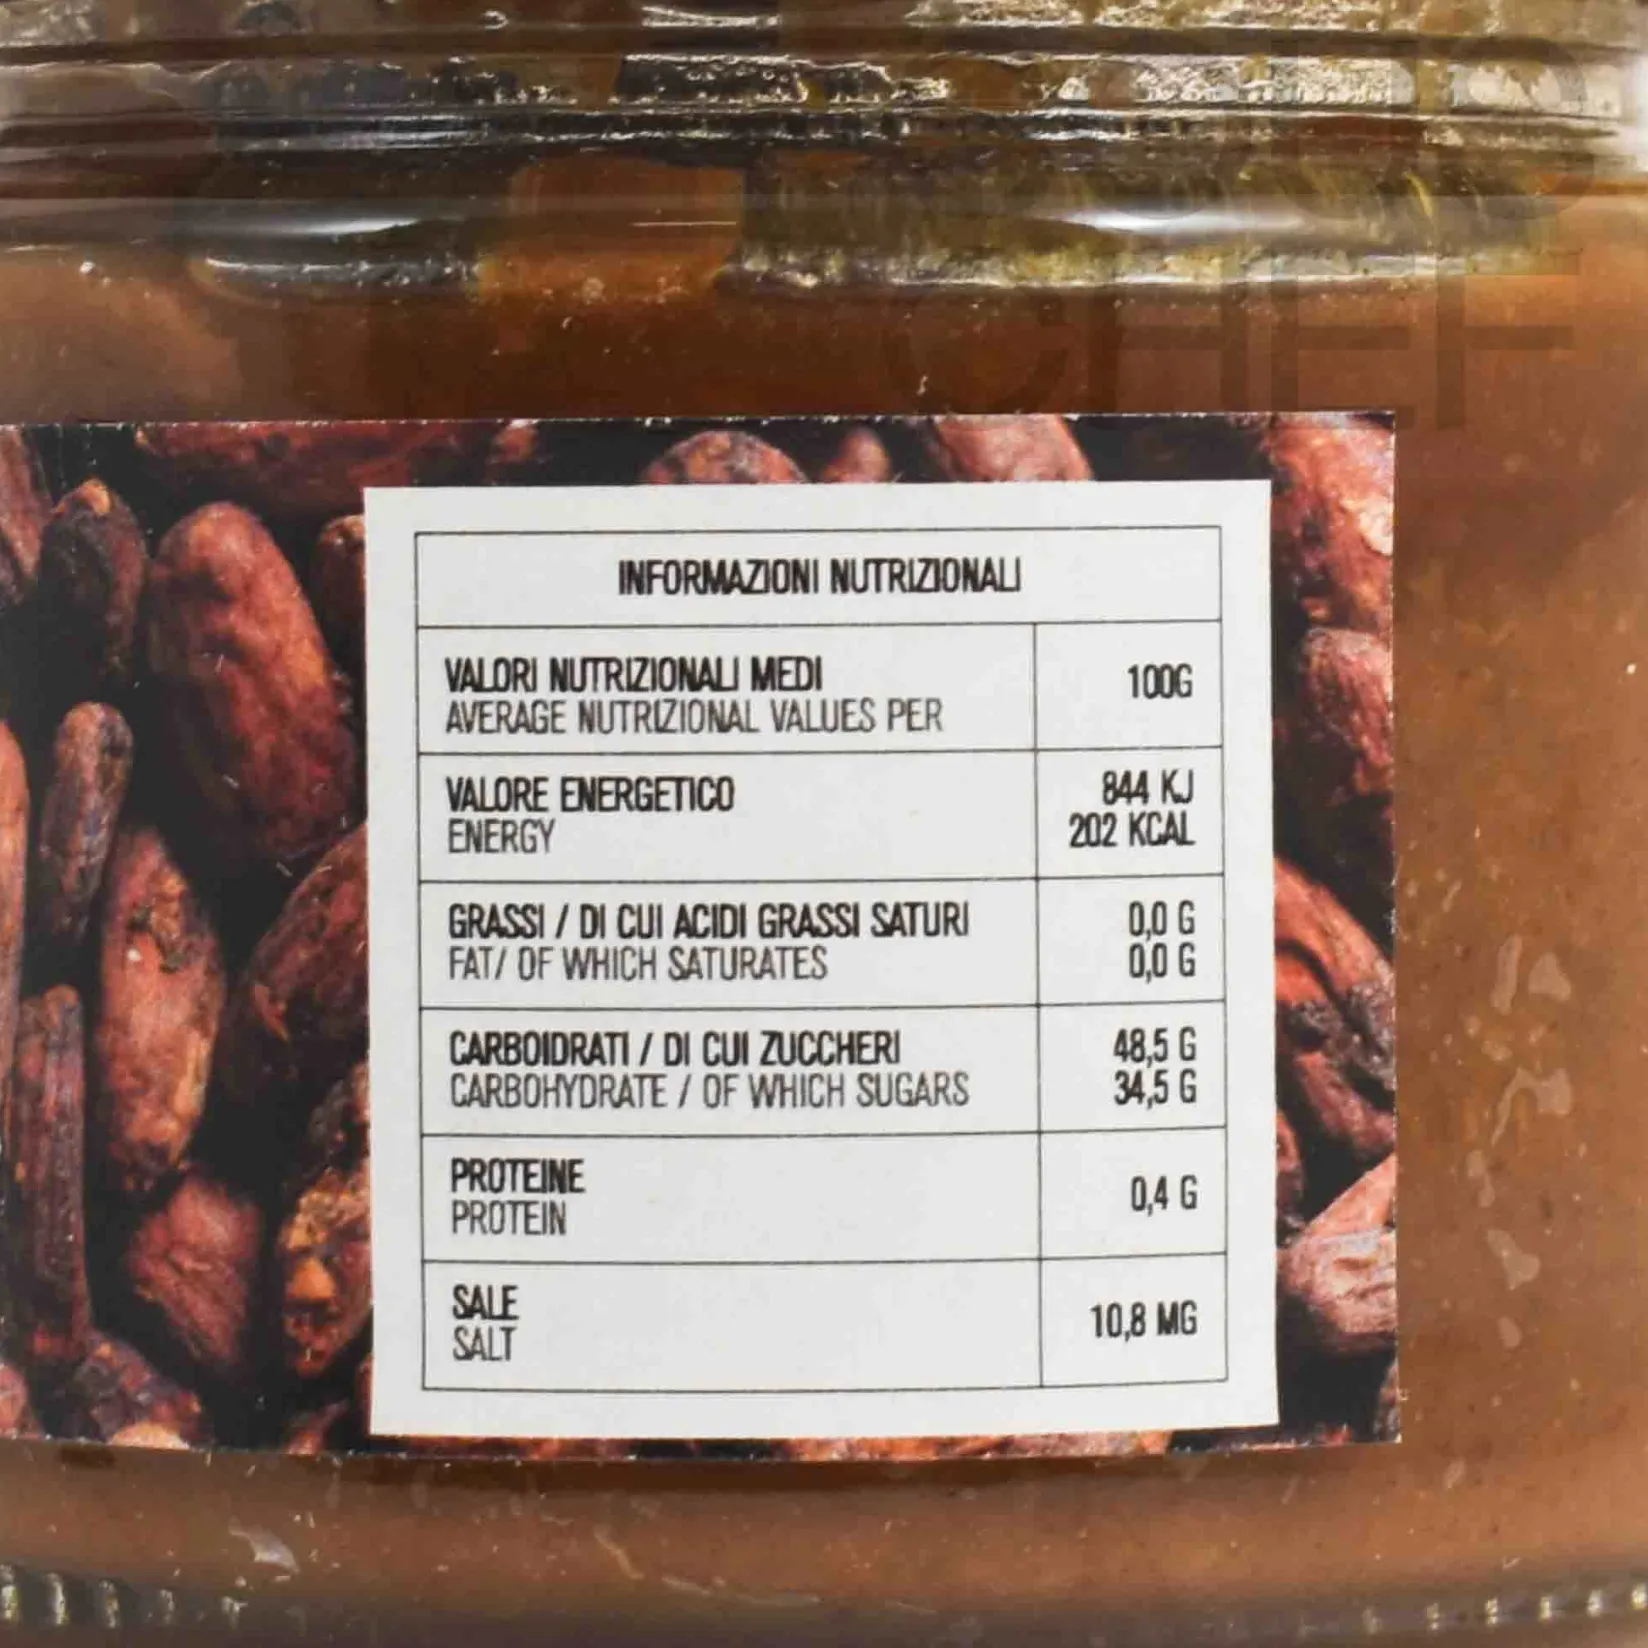 CHEF
INFORMAZIONI NUTRIZIONALI
VALORI NUTRIZIONALI MEDI
AVERAGE NUTRIZIONAL VALUES PER
100G
VALORE ENERGETICO
ENERGY
844 KJ
202 KCAL
GRASSI / DI CUI ACIDI GRASSI SATURI
FAT/ OF WHICH SATURATES
0,0 G
0,0 G
CARBOIDRATI / DI CUI ZUCCHERI
CARBOHYDRATE / OF WHICH SUGARS
48,5 G
34,5 G
PROTEINE
PROTEIN
0,4 G
SALE
SALT
10,8 MG